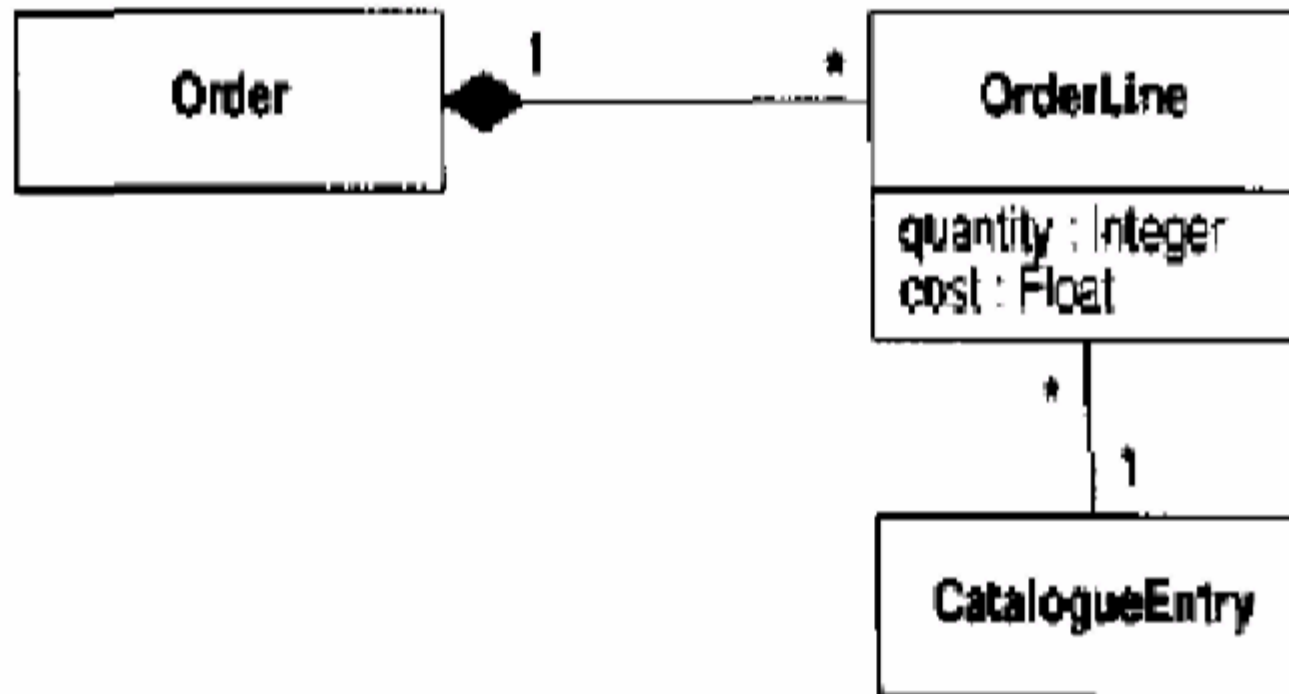 Order
1
*
OrderLine
quantity : Integer
cost : Float
*
1
CatalogueEntry